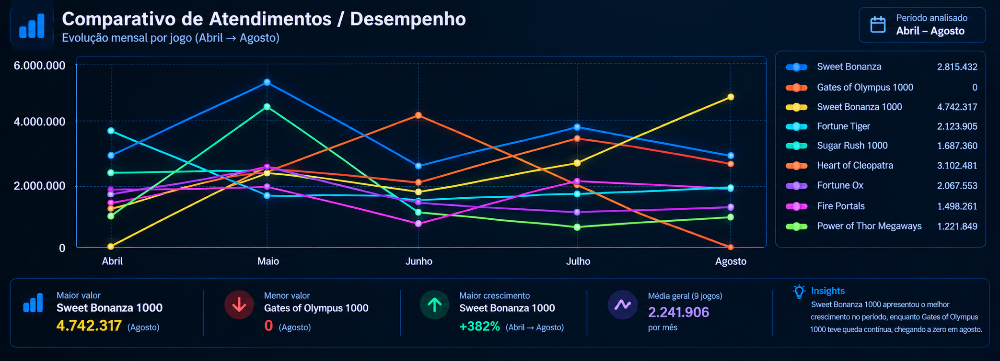 Comparativo de Atendimentos / Desempenho
Evolução mensal por jogo (Abril → Agosto)
Período analisado
Abril – Agosto
6.000.000
4.000.000
2.000.000
0
Abril
Maio
Junho
Julho
Agosto
Sweet Bonanza 2.815.432
Gates of Olympus 1000 0
Sweet Bonanza 1000 4.742.317
Fortune Tiger 2.123.905
Sugar Rush 1000 1.687.360
Heart of Cleopatra 3.102.481
Fortune Ox 2.067.553
Fire Portals 1.498.261
Power of Thor Megaways 1.221.849
Maior valor
Sweet Bonanza 1000
4.742.317 (Agosto)
Menor valor
Gates of Olympus 1000
0 (Agosto)
Maior crescimento
Sweet Bonanza 1000
+382% (Abril → Agosto)
Média geral (9 jogos)
2.241.906
por mês
Insights
Sweet Bonanza 1000 apresentou o melhor
crescimento no período, enquanto Gates of Olympus
1000 teve queda contínua, chegando a zero em agosto.